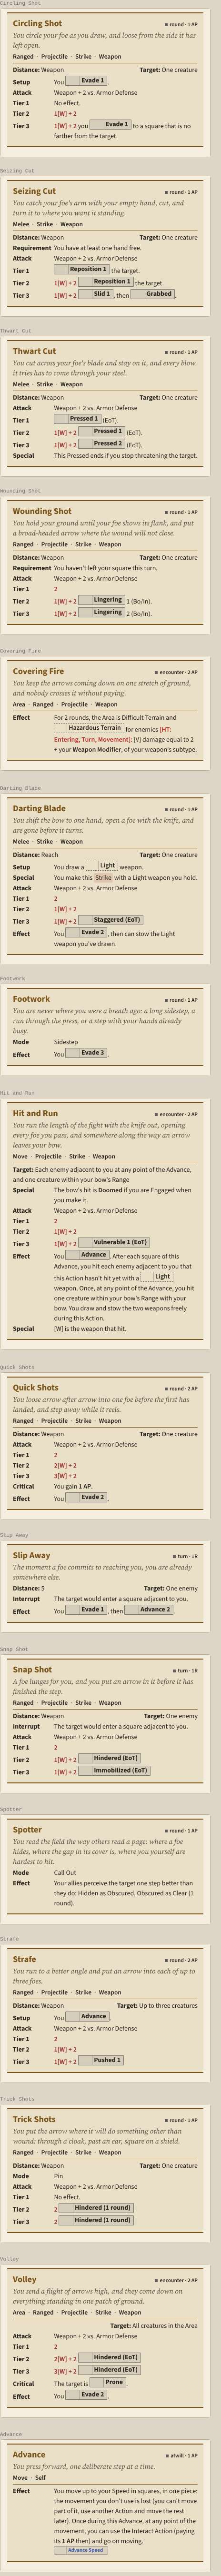 Circling Shot
Circling Shot round · 1 AP
You circle your foe as you draw, and loose from the side it has
left open.
Ranged · Projectile · Strike · Weapon
Distance: Weapon Target: One creature
Setup You Evade 1.
Attack Weapon + 2 vs. Armor Defense
Tier 1 No effect.
Tier 2 1[W] + 2
Tier 3 1[W] + 2 you Evade 1 to a square that is no
farther from the target.
Seizing Cut
Seizing Cut round · 1 AP
You catch your foe's arm with your empty hand, cut, and
turn it to where you want it standing.
Melee · Strike · Weapon
Distance: Weapon Target: One creature
Requirement You have at least one hand free.
Attack Weapon + 2 vs. Armor Defense
Tier 1 Reposition 1 the target.
Tier 2 1[W] + 2 Reposition 1 the target.
Tier 3 1[W] + 2 Slid 1, then Grabbed.
Thwart Cut
Thwart Cut round · 1 AP
You cut across your foe's blade and stay on it, and every blow
it tries has to come through your steel.
Melee · Strike · Weapon
Distance: Weapon Target: One creature
Attack Weapon + 2 vs. Armor Defense
Tier 1 Pressed 1 (EoT).
Tier 2 1[W] + 2 Pressed 1 (EoT).
Tier 3 1[W] + 2 Pressed 2 (EoT).
Special This Pressed ends if you stop threatening the target.
Wounding Shot
Wounding Shot round · 1 AP
You hold your ground until your foe shows its flank, and put
a broad-headed arrow where the wound will not close.
Ranged · Projectile · Strike · Weapon
Distance: Weapon Target: One creature
Requirement You haven't left your square this turn.
Attack Weapon + 2 vs. Armor Defense
Tier 1 2
Tier 2 1[W] + 2 Lingering 1 (Bo/In).
Tier 3 1[W] + 2 Lingering 2 (Bo/In).
Covering Fire
Covering Fire encounter · 2 AP
You keep the arrows coming down on one stretch of ground,
and nobody crosses it without paying.
Area · Ranged · Projectile · Weapon
Effect For 2 rounds, the Area is Difficult Terrain and
Hazardous Terrain for enemies [HT:
Entering, Turn, Movement]: [V] damage equal to 2
+ your Weapon Modifier, of your weapon's subtype.
Darting Blade
Darting Blade round · 1 AP
You shift the bow to one hand, open a foe with the knife, and
are gone before it turns.
Melee · Strike · Weapon
Distance: Reach Target: One creature
Setup You draw a Light weapon.
Special You make this Strike with a Light weapon you hold.
Attack Weapon + 2 vs. Armor Defense
Tier 1 2
Tier 2 1[W] + 2
Tier 3 1[W] + 2 Staggered (EoT)
Effect You Evade 2, then can stow the Light
weapon you've drawn.
Footwork
Footwork round · 1 AP
You are never where you were a breath ago: a long sidestep, a
run through the press, or a step with your hands already
busy.
Mode Sidestep
Effect You Evade 3.
Hit and Run
Hit and Run encounter · 2 AP
You run the length of the fight with the knife out, opening
every foe you pass, and somewhere along the way an arrow
leaves your bow.
Move · Projectile · Strike · Weapon
Target: Each enemy adjacent to you at any point of the Advance,
and one creature within your bow's Range
Special The bow's hit is Doomed if you are Engaged when
you make it.
Attack Weapon + 2 vs. Armor Defense
Tier 1 2
Tier 2 1[W] + 2
Tier 3 1[W] + 2 Vulnerable 1 (EoT)
Effect You Advance. After each square of this
Advance, you hit each enemy adjacent to you that
this Action hasn't hit yet with a Light
weapon. Once, at any point of the Advance, you hit
one creature within your bow's Range with your
bow. You draw and stow the two weapons freely
during this Action.
Special [W] is the weapon that hit.
Quick Shots
Quick Shots round · 2 AP
You loose arrow after arrow into one foe before the first has
landed, and step away while it reels.
Ranged · Projectile · Strike · Weapon
Distance: Weapon Target: One creature
Attack Weapon + 2 vs. Armor Defense
Tier 1 2
Tier 2 2[W] + 2
Tier 3 3[W] + 2
Critical You gain 1 AP.
Effect You Evade 2.
Slip Away
Slip Away turn · 1R
The moment a foe commits to reaching you, you are already
somewhere else.
Distance: 5 Target: One enemy
Interrupt The target would enter a square adjacent to you.
Effect You Evade 2, then Advance 2.
Snap Shot
Snap Shot turn · 1R
A foe lunges for you, and you put an arrow in it before it has
finished the step.
Ranged · Projectile · Strike · Weapon
Distance: Weapon Target: One enemy
Interrupt The target would enter a square adjacent to you.
Attack Weapon + 2 vs. Armor Defense
Tier 1 2
Tier 2 1[W] + 2 Hindered (EoT)
Tier 3 1[W] + 2 Immobilized (EoT)
Spotter
Spotter round · 1 AP
You read the field the way others read a page: where a foe
hides, where the gap in its cover is, where yourself are
hardest to hit.
Mode Call Out
Effect Your allies perceive the target one step better than
they do: Hidden as Obscured, Obscured as Clear (1
round).
Strafe
Strafe round · 2 AP
You run to a better angle and put an arrow into each of up to
three foes.
Ranged · Projectile · Strike · Weapon
Distance: Weapon Target: Up to three creatures
Setup You Advance.
Attack Weapon + 2 vs. Armor Defense
Tier 1 2
Tier 2 1[W] + 2
Tier 3 1[W] + 2 Pushed 1
Trick Shots
Trick Shots round · 1 AP
You put the arrow where it will do something other than
wound: through a cloak, past an ear, square on a shield.
Ranged · Projectile · Strike · Weapon
Distance: Weapon Target: One creature
Mode Pin
Attack Weapon + 2 vs. Armor Defense
Tier 1 No effect.
Tier 2 2 Hindered (1 round)
Tier 3 2 Hindered (1 round)
Volley
Volley encounter · 2 AP
You send a flight of arrows high, and they come down on
everything standing in one patch of ground.
Area · Ranged · Projectile · Strike · Weapon
Target: All creatures in the Area
Attack Weapon + 2 vs. Armor Defense
Tier 1 2
Tier 2 2[W] + 2 Hindered (EoT)
Tier 3 3[W] + 2 Hindered (EoT)
Critical The target is Prone.
Effect You Evade 2.
Advance
Advance atwill · 1 AP
You press forward, one deliberate step at a time.
Move · Self
Effect You move up to your Speed in squares, in one piece:
the movement you don't use is lost (you can't move
part of it, use another Action and move the rest
later). Once during this Advance, at any point of the
movement, you can use the Interact Action (paying
its 1 AP then) and go on moving.
Advance Speed